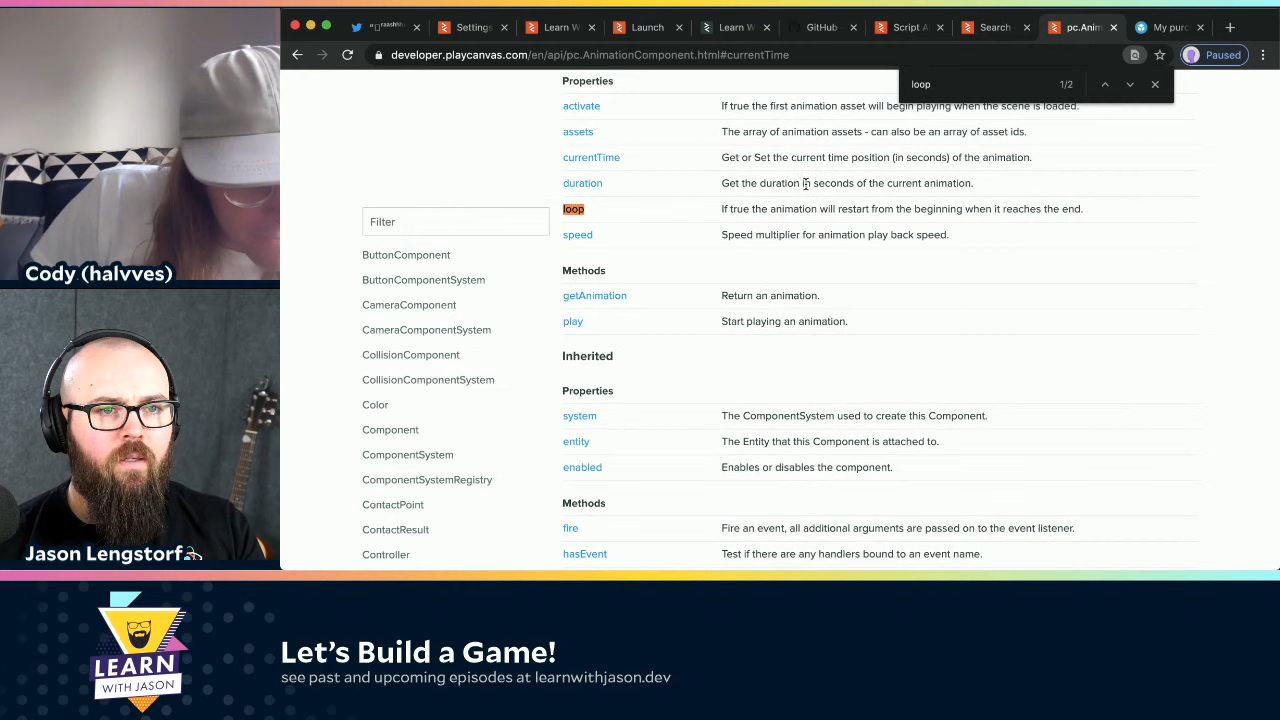 Settings
Learn W
Launch
Learn W
GitHub
Script A
Search
pc.Anim
My purc
developer.playcanvas.com/en/api/pc.AnimationComponent.html#currentTime
Paused
loop
1/2
Properties
activate If true the first animation asset will begin playing when the scene is loaded.
assets The array of animation assets - can also be an array of asset ids.
currentTime Get or Set the current time position (in seconds) of the animation.
duration Get the duration in seconds of the current animation.
loop If true the animation will restart from the beginning when it reaches the end.
speed Speed multiplier for animation play back speed.
Methods
getAnimation Return an animation.
play Start playing an animation.
Inherited
Properties
system The ComponentSystem used to create this Component.
entity The Entity that this Component is attached to.
enabled Enables or disables the component.
Methods
fire Fire an event, all additional arguments are passed on to the event listener.
hasEvent Test if there are any handlers bound to an event name.
Filter
ButtonComponent
ButtonComponentSystem
CameraComponent
CameraComponentSystem
CollisionComponent
CollisionComponentSystem
Color
Component
ComponentSystem
ComponentSystemRegistry
ContactPoint
ContactResult
Controller
Cody (halvves)
Jason Lengstorf
LEARN
WITH JASON
Let's Build a Game!
see past and upcoming episodes at learnwithjason.dev